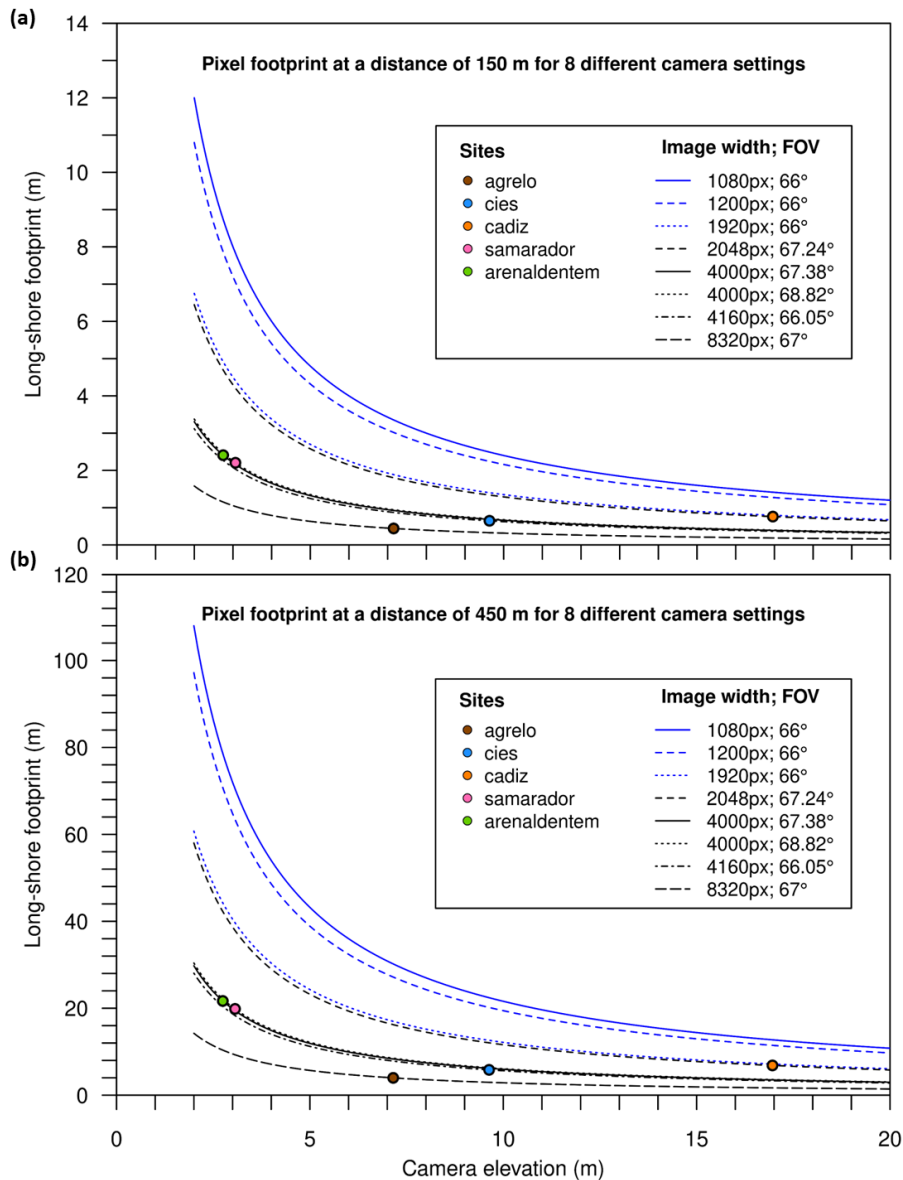 (a)
14
12
10
8
6
4
2
0
Long-shore footprint (m)
Pixel footprint at a distance of 150 m for 8 different camera settings
Sites
agrelo
cies
cadiz
samarador
arenaldentem
Image width; FOV
1080px; 66°
1200px; 66°
1920px; 66°
2048px; 67.24°
4000px; 67.38°
4000px; 68.82°
4160px; 66.05°
8320px; 67°
(b)
120
100
80
60
40
20
0
Long-shore footprint (m)
Pixel footprint at a distance of 450 m for 8 different camera settings
Sites
agrelo
cies
cadiz
samarador
arenaldentem
Image width; FOV
1080px; 66°
1200px; 66°
1920px; 66°
2048px; 67.24°
4000px; 67.38°
4000px; 68.82°
4160px; 66.05°
8320px; 67°
0 5 10 15 20
Camera elevation (m)